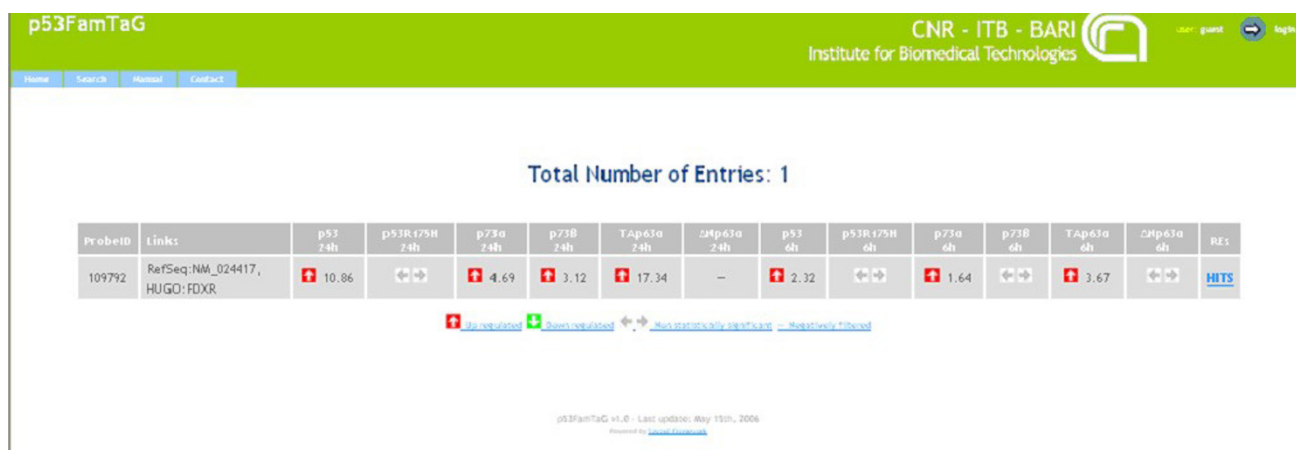 p53FamTaG
CNR - ITB - BARI
Institute for Biomedical Technologies
user: guest
login
Home Search Manual Contact
Total Number of Entries: 1
ProbeID Links p53 24h p53R175H 24h p73α 24h p73β 24h TAp63α 24h ΔNp63α 24h p53 6h p53R175H 6h p73α 6h p73β 6h TAp63α 6h ΔNp63α 6h REs
109792 RefSeq:NM_024417, HUGO:FDXR 10.86 4.69 3.12 17.34 – 2.32 1.64 3.67 HITS
Up regulated Down regulated Non statistically significant – Negatively filtered
p53FamTaG v1.0 - Last update: May 15th, 2006
Powered by